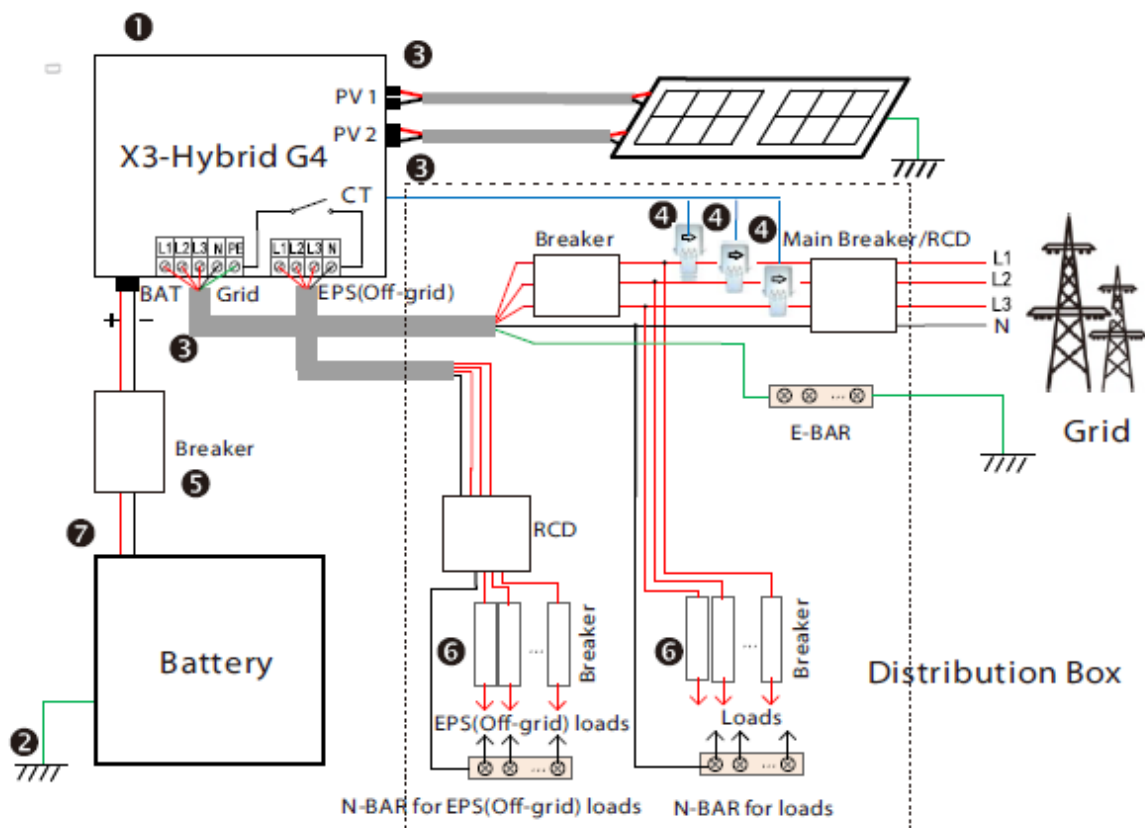 ❶
❸
PV 1
PV 2
X3-Hybrid G4
❸
CT
❹ ❹ ❹
Breaker
Main Breaker/RCD
L1 L2 L3 N PE
L1 L2 L3 N
L1
L2
L3
N
BAT
Grid
EPS(Off-grid)
+ −
❸
E-BAR
Grid
Breaker
❺
❼
RCD
Battery
❻
...
Breaker
❻
...
Breaker
Distribution Box
EPS(Off-grid) loads
Loads
❷
...
...
...
N-BAR for EPS(Off-grid) loads
N-BAR for loads